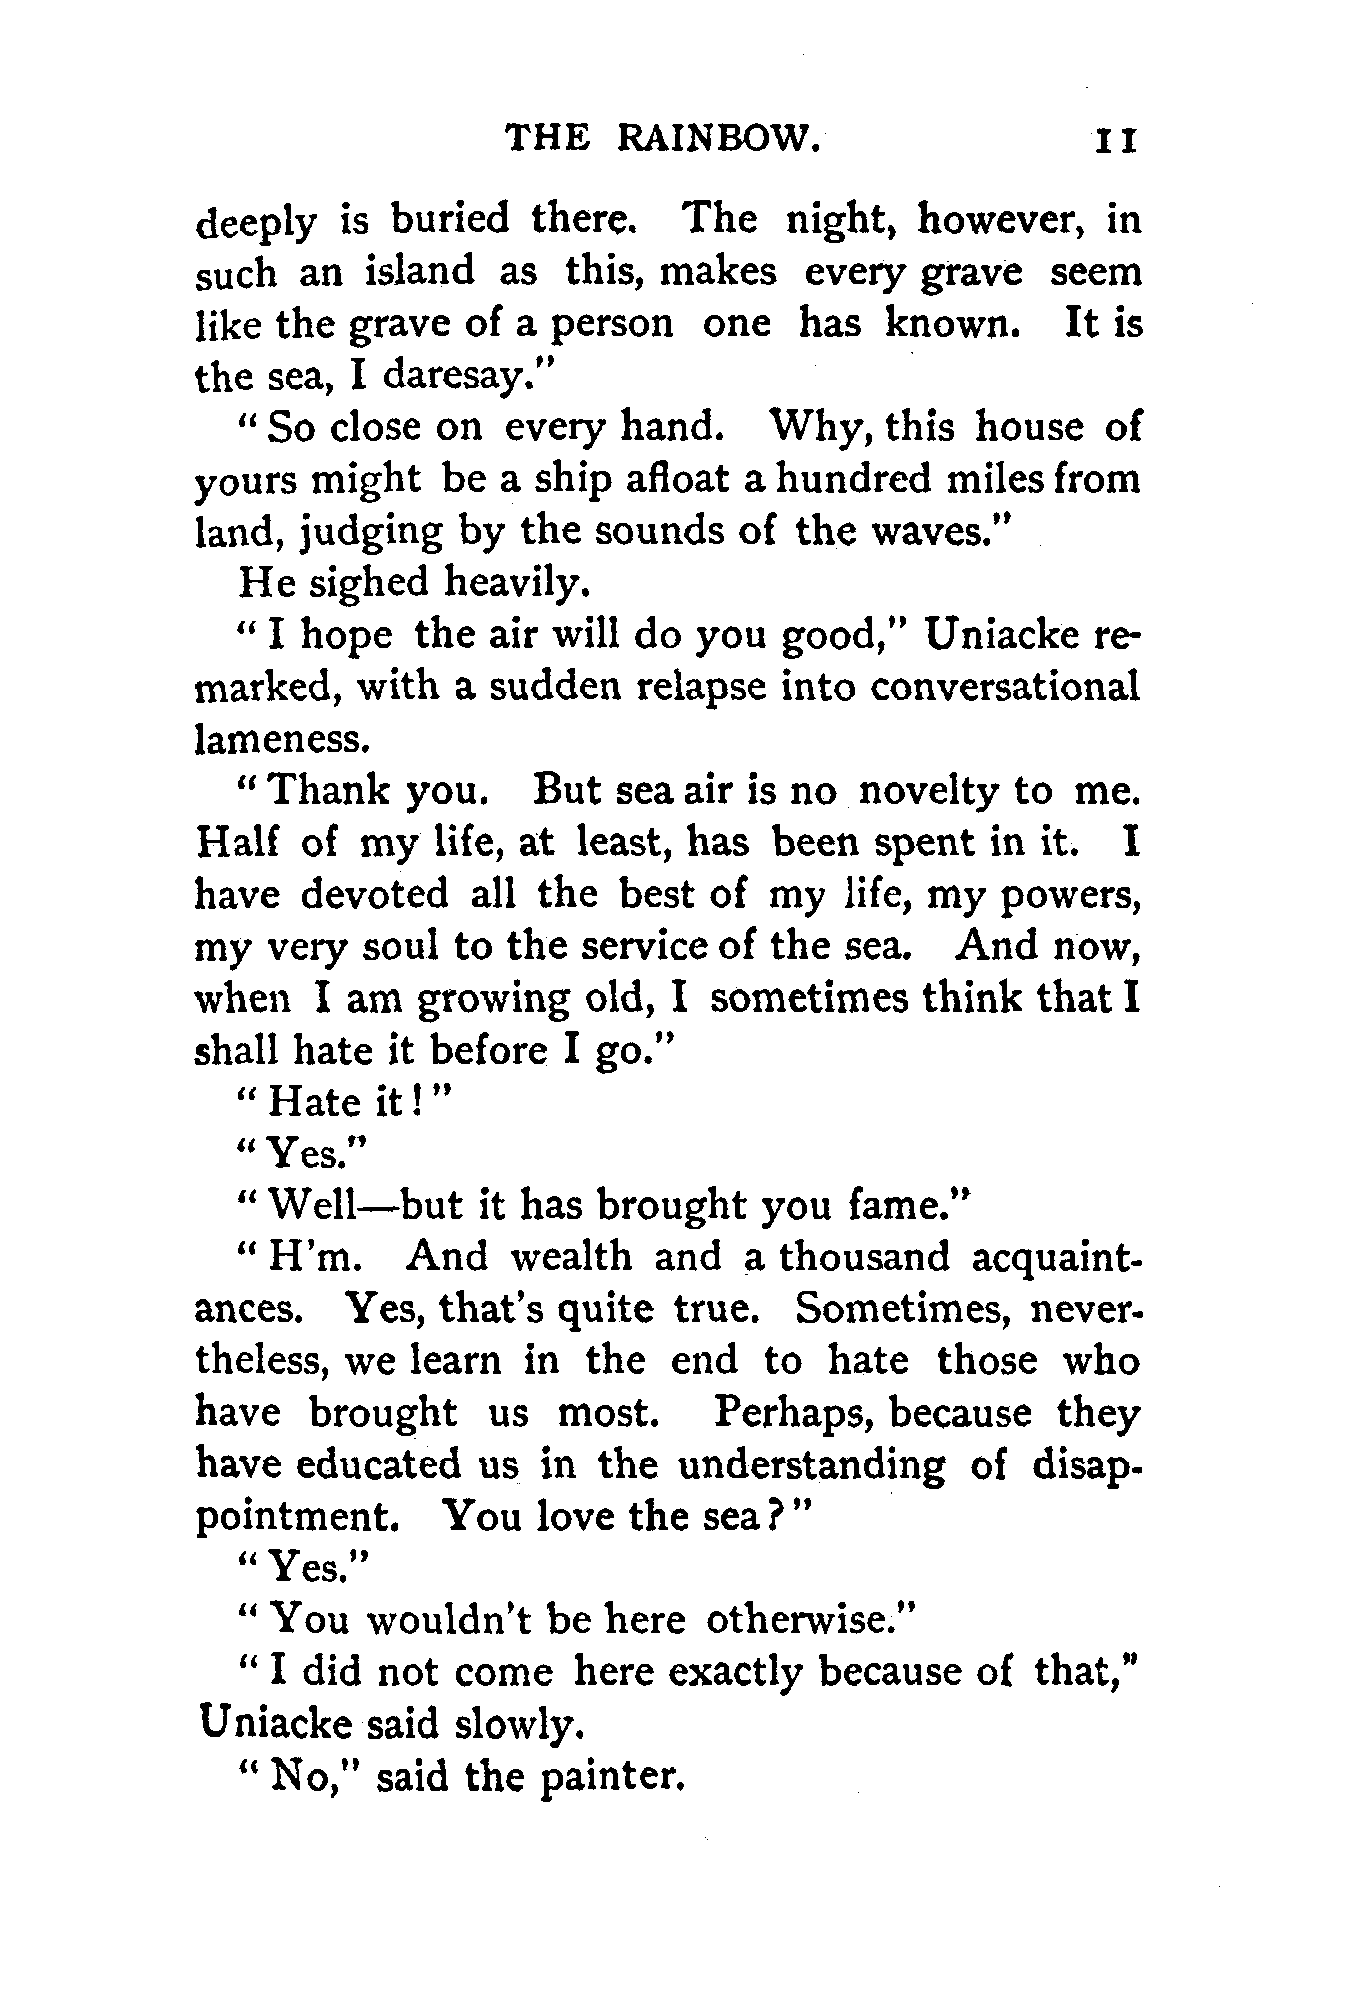 THE RAINBOW. 11
deeply is buried there. The night, however, in
such an island as this, makes every grave seem
like the grave of a person one has known. It is
the sea, I daresay."
"So close on every hand. Why, this house of
yours might be a ship afloat a hundred miles from
land, judging by the sounds of the waves."
He sighed heavily.
"I hope the air will do you good," Uniacke re-
marked, with a sudden relapse into conversational
lameness.
"Thank you. But sea air is no novelty to me.
Half of my life, at least, has been spent in it. I
have devoted all the best of my life, my powers,
my very soul to the service of the sea. And now,
when I am growing old, I sometimes think that I
shall hate it before I go."
"Hate it!"
"Yes."
"Well—but it has brought you fame."
"H'm. And wealth and a thousand acquaint-
ances. Yes, that's quite true. Sometimes, never-
theless, we learn in the end to hate those who
have brought us most. Perhaps, because they
have educated us in the understanding of disap-
pointment. You love the sea?"
"Yes."
"You wouldn't be here otherwise."
"I did not come here exactly because of that,"
Uniacke said slowly.
"No," said the painter.